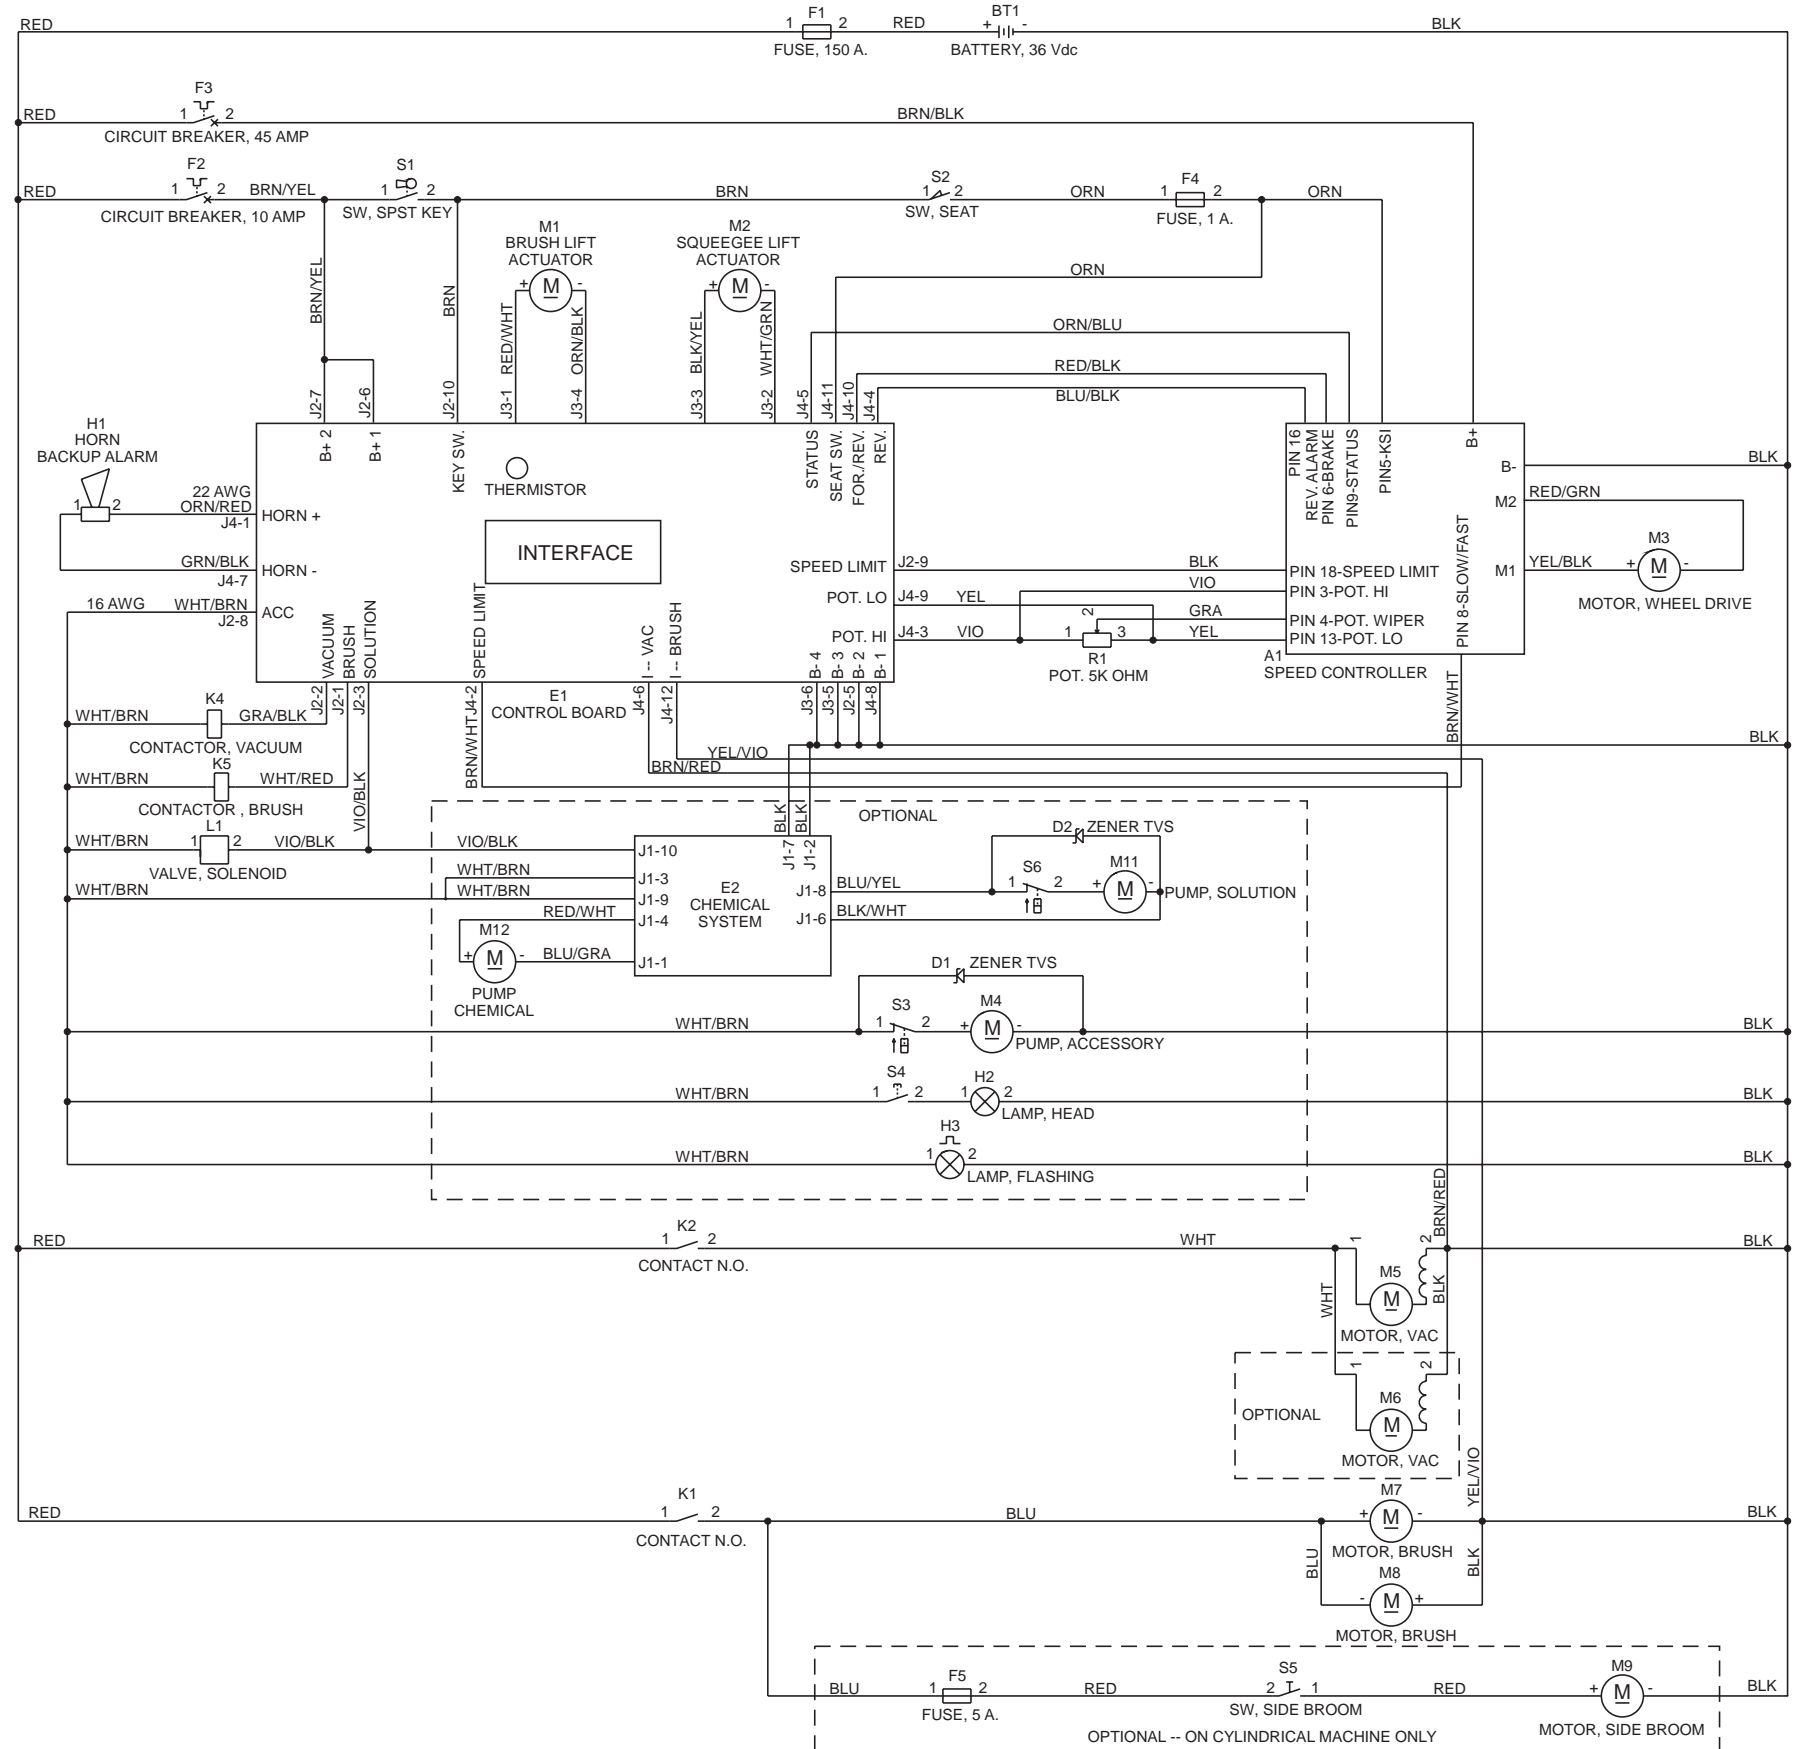 RED
1 F1 2
FUSE, 150 A.
RED
BT1
+ -
BATTERY, 36 Vdc
BLK
RED
F3
1 2
CIRCUIT BREAKER, 45 AMP
BRN/BLK
RED
F2
1 2
CIRCUIT BREAKER, 10 AMP
BRN/YEL
S1
1 2
SW, SPST KEY
BRN
S2
1 2
SW, SEAT
ORN
F4
1 2
FUSE, 1 A.
ORN
BRN/YEL
BRN
M1
BRUSH LIFT
ACTUATOR
+ M -
RED/WHT
ORN/BLK
M2
SQUEEGEE LIFT
ACTUATOR
+ M -
BLK/YEL
WHT/GRN
ORN
ORN/BLU
RED/BLK
BLU/BLK
J2-7
J2-6
J2-10
J3-1
J3-4
J3-3
J3-2
J4-5
J4-11
J4-10
J4-4
B+ 2
B+ 1
KEY SW.
THERMISTOR
STATUS
SEAT SW.
FOR./REV.
REV.
H1
HORN
BACKUP ALARM
1 2
22 AWG
ORN/RED
J4-1
HORN +
GRN/BLK
J4-7
HORN -
16 AWG
WHT/BRN
J2-8
ACC
INTERFACE
VACUUM
BRUSH
SOLUTION
SPEED LIMIT
I -- VAC
I -- BRUSH
SPEED LIMIT
J2-9
POT. LO
J4-9
POT. HI
J4-3
B- 4
B- 3
B- 2
B- 1
BLK
VIO
YEL
GRA
VIO
1 2 3
R1
POT. 5K OHM
YEL
PIN 16
REV. ALARM
PIN 6-BRAKE
PIN9-STATUS
PIN5-KSI
B+
B-
M2
M1
PIN 18-SPEED LIMIT
PIN 3-POT. HI
PIN 4-POT. WIPER
PIN 13-POT. LO
PIN 8-SLOW/FAST
A1
SPEED CONTROLLER
BLK
RED/GRN
YEL/BLK
M3
+ M -
MOTOR, WHEEL DRIVE
BRN/WHT
J2-2
J2-1
J2-3
J4-2
E1
CONTROL BOARD
J4-6
J4-12
J3-6
J3-5
J2-5
J4-8
WHT/BRN
K4
GRA/BLK
CONTACTOR, VACUUM
WHT/BRN
K5
WHT/RED
CONTACTOR , BRUSH
VIO/BLK
BRN/WHT
YEL/VIO
BRN/RED
BLK
WHT/BRN
L1
1 2
VIO/BLK
VALVE, SOLENOID
VIO/BLK
OPTIONAL
BLK
BLK
J1-7
J1-2
J1-10
WHT/BRN
J1-3
WHT/BRN
WHT/BRN
J1-9
RED/WHT
J1-4
E2
CHEMICAL
SYSTEM
J1-8
BLU/YEL
J1-6
BLK/WHT
D2
ZENER TVS
S6
1 2
M11
+ M -
PUMP, SOLUTION
M12
+ M -
BLU/GRA
J1-1
PUMP
CHEMICAL
D1
ZENER TVS
WHT/BRN
S3
1 2
M4
+ M -
PUMP, ACCESSORY
BLK
WHT/BRN
S4
1 2
H2
1 2
LAMP, HEAD
BLK
WHT/BRN
H3
1 2
LAMP, FLASHING
BLK
BRN/RED
RED
K2
1 2
CONTACT N.O.
WHT
1
2
BLK
WHT
M5
M
BLK
MOTOR, VAC
OPTIONAL
1
2
M6
M
MOTOR, VAC
YEL/VIO
RED
K1
1 2
CONTACT N.O.
BLU
M7
+ M -
MOTOR, BRUSH
BLK
BLU
BLK
M8
- M +
MOTOR, BRUSH
BLU
F5
1 2
FUSE, 5 A.
RED
S5
2 1
SW, SIDE BROOM
RED
M9
+ M -
MOTOR, SIDE BROOM
BLK
OPTIONAL -- ON CYLINDRICAL MACHINE ONLY